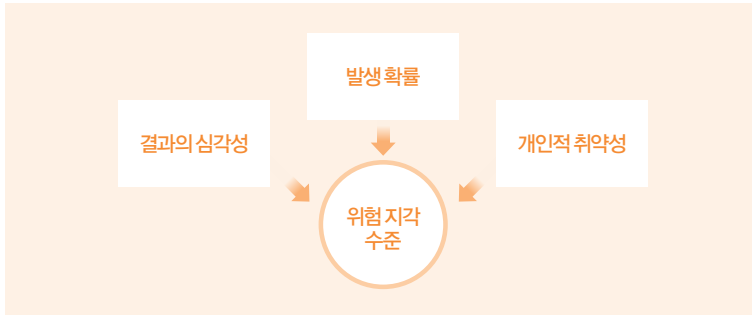 발생 확률
결과의 심각성
개인적 취약성
위험 지각
수준